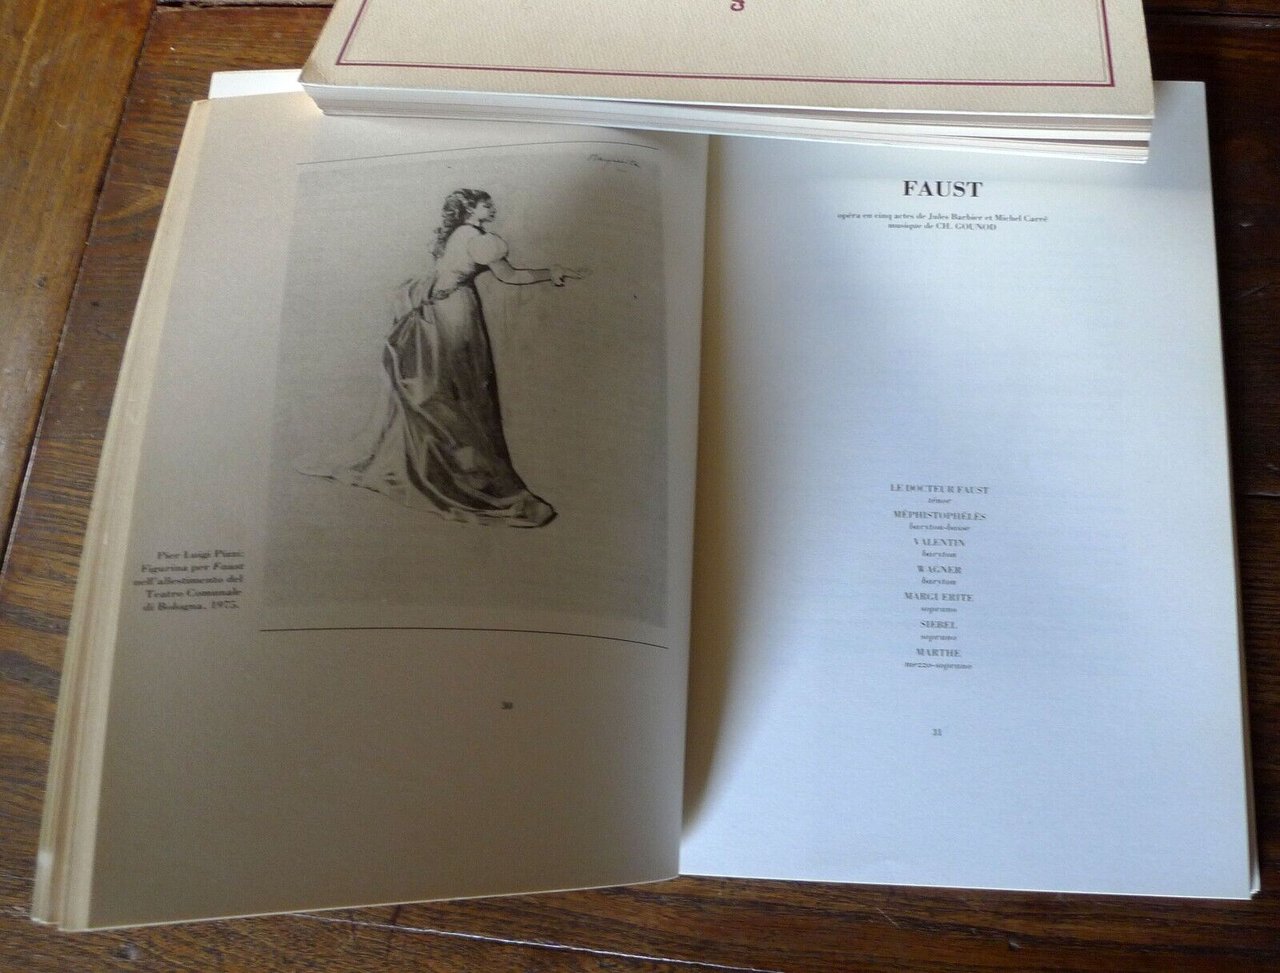 Marguerite
Pier Luigi Pizzi:
Figurina per Faust
nell'allestimento del
Teatro Comunale
di Bologna, 1975.
30
FAUST
opéra en cinq actes de Jules Barbier et Michel Carré
musique de CH. GOUNOD
LE DOCTEUR FAUST
ténor
MÉPHISTOPHÉLÈS
baryton-basse
VALENTIN
baryton
WAGNER
baryton
MARGUERITE
soprano
SIEBEL
soprano
MARTHE
mezzo-soprano
31